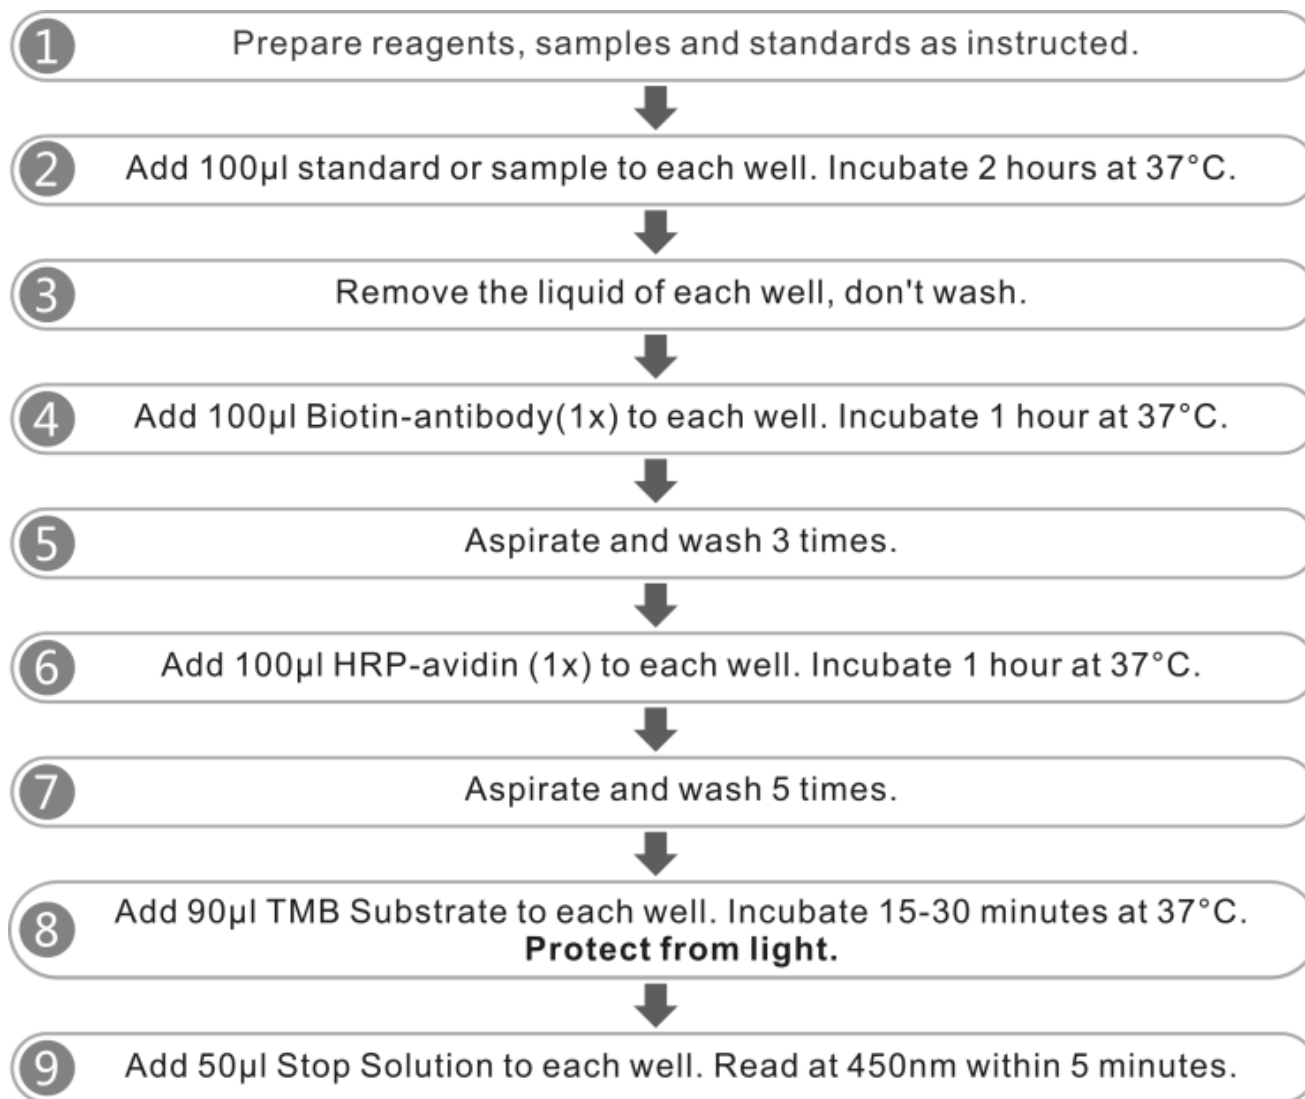 1 Prepare reagents, samples and standards as instructed.
2 Add 100µl standard or sample to each well. Incubate 2 hours at 37°C.
3 Remove the liquid of each well, don't wash.
4 Add 100µl Biotin-antibody(1x) to each well. Incubate 1 hour at 37°C.
5 Aspirate and wash 3 times.
6 Add 100µl HRP-avidin (1x) to each well. Incubate 1 hour at 37°C.
7 Aspirate and wash 5 times.
8 Add 90µl TMB Substrate to each well. Incubate 15-30 minutes at 37°C.
Protect from light.
9 Add 50µl Stop Solution to each well. Read at 450nm within 5 minutes.